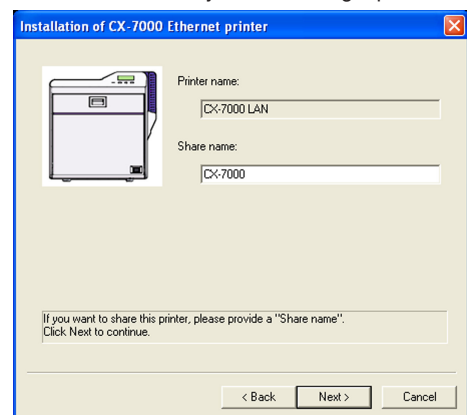 Installation of CX-7000 Ethernet printer
Printer name:
CX-7000 LAN
Share name:
CX-7000
If you want to share this printer, please provide a "Share name".
Click Next to continue.
< Back
Next >
Cancel